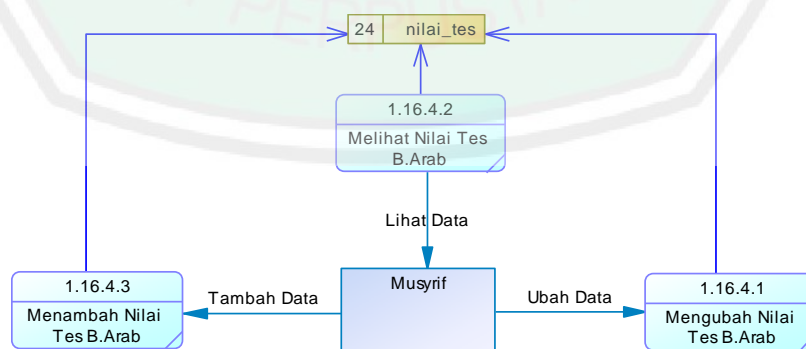 24 nilai_tes
1.16.4.2
Melihat Nilai Tes
B.Arab
Lihat Data
1.16.4.3
Menambah Nilai
Tes B.Arab
Tambah Data
Musyrif
Ubah Data
1.16.4.1
Mengubah Nilai
Tes B.Arab